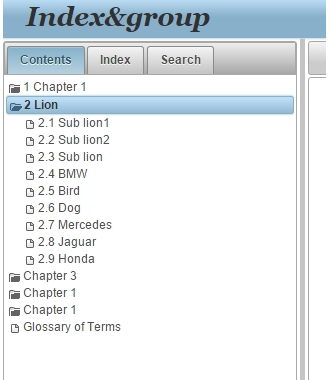 Index&group
Contents Index Search
1 Chapter 1
2 Lion
2.1 Sub lion1
2.2 Sub lion2
2.3 Sub lion
2.4 BMW
2.5 Bird
2.6 Dog
2.7 Mercedes
2.8 Jaguar
2.9 Honda
Chapter 3
Chapter 1
Chapter 1
Glossary of Terms